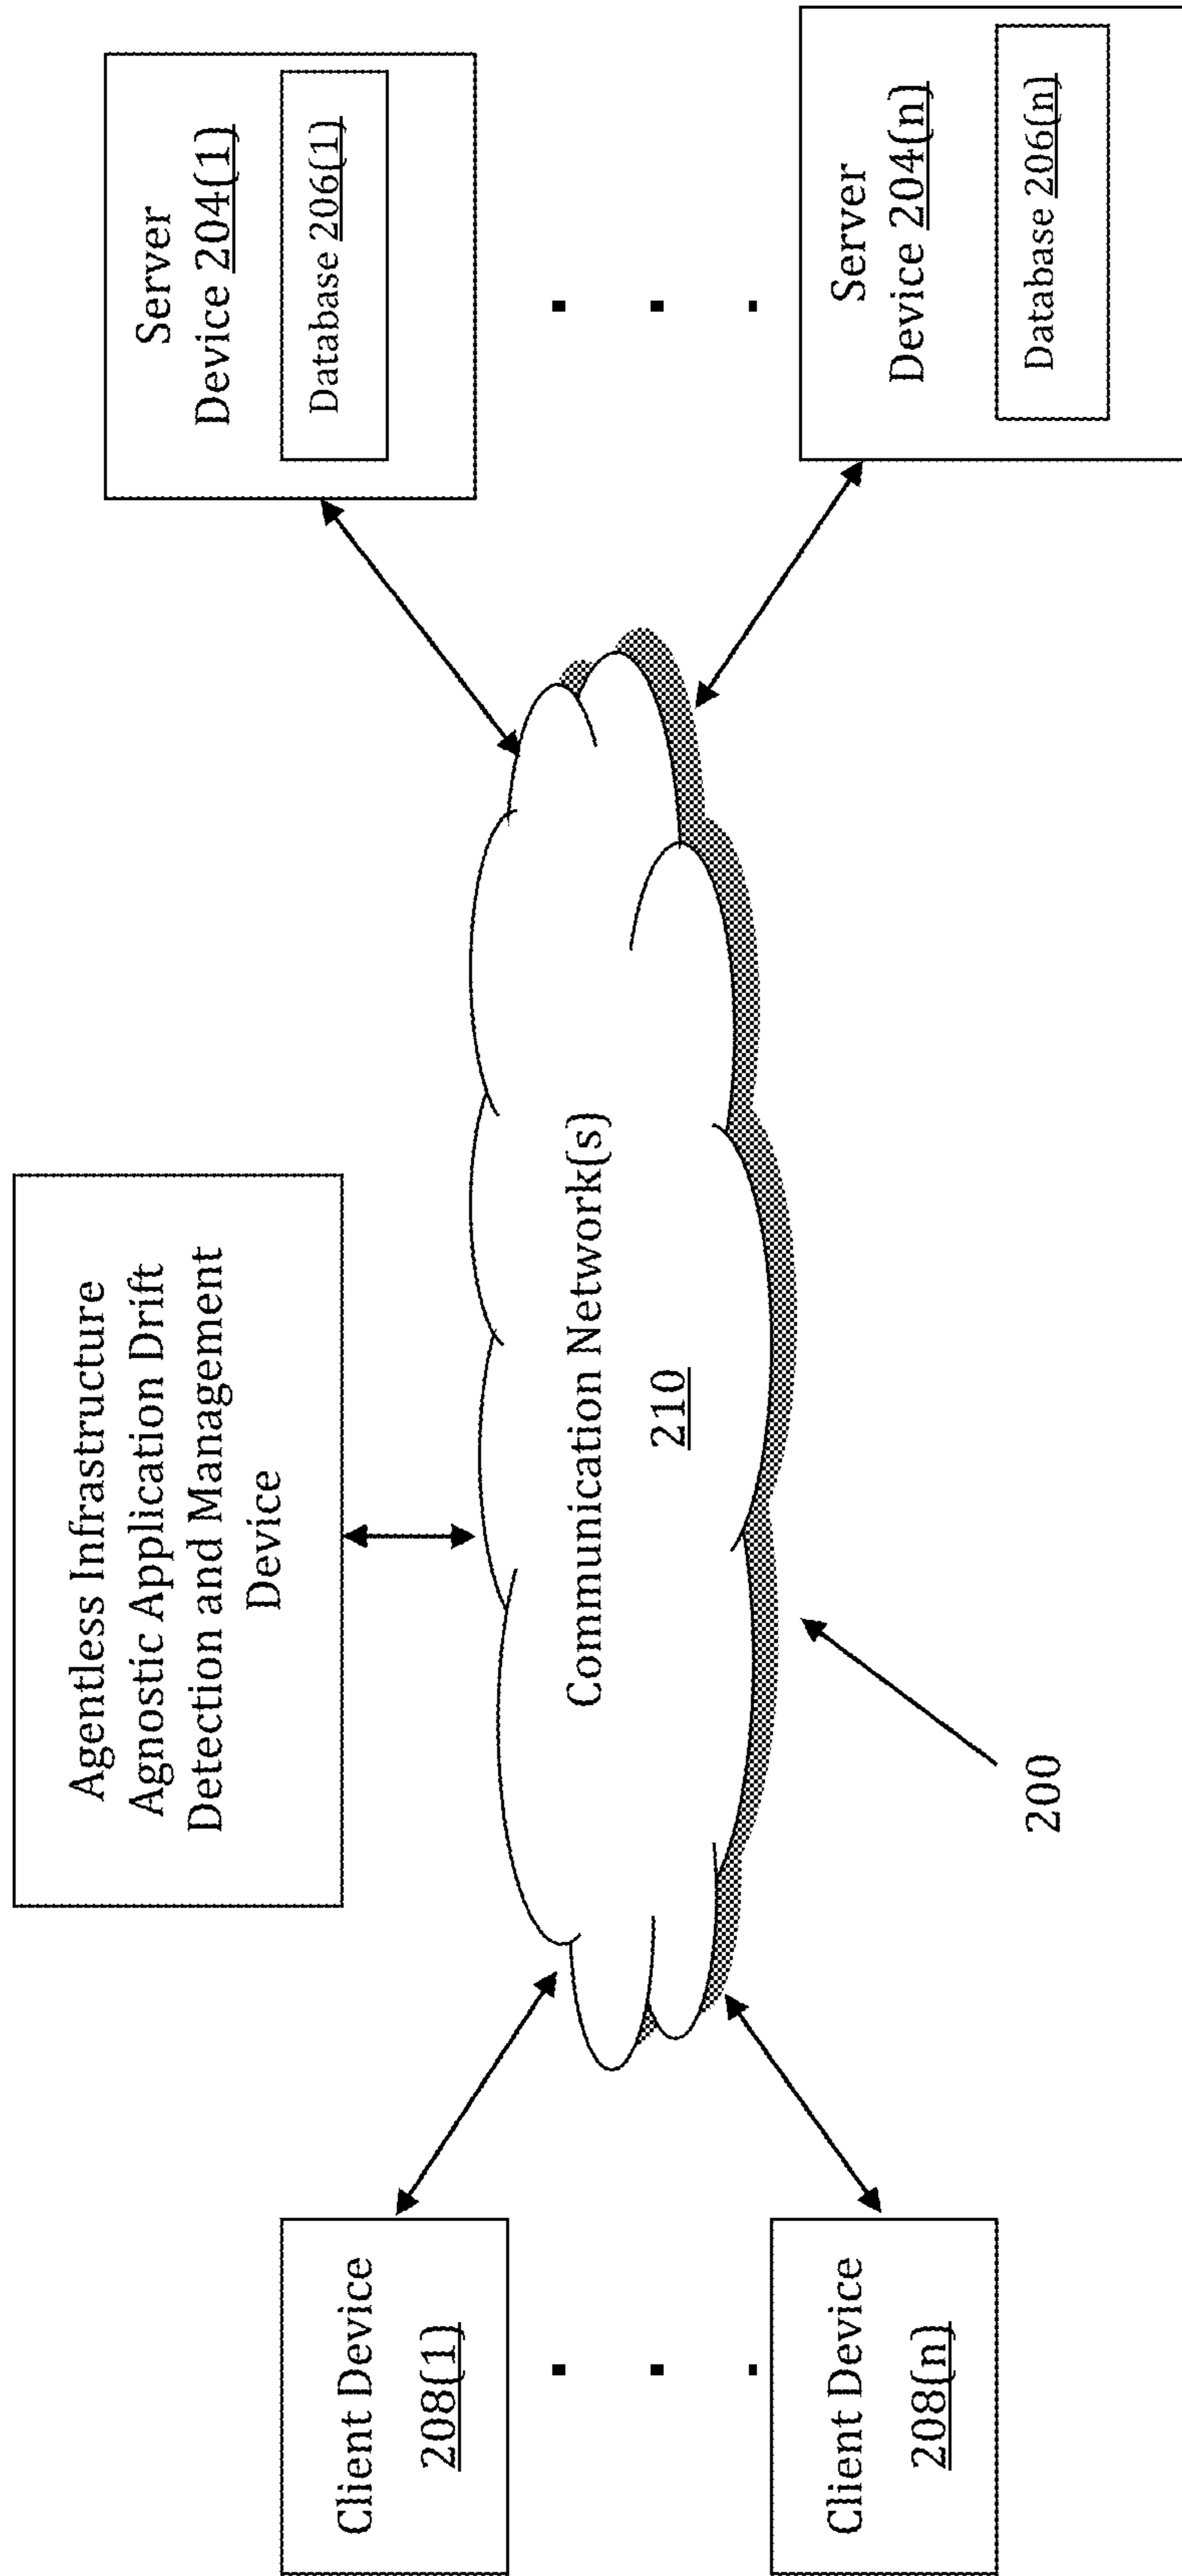 Agentless Infrastructure
Agnostic Application Drift
Detection and Management
Device
Client Device
208(1)
Client Device
208(n)
Communication Network(s)
210
200
Server
Device 204(1)
Database 206(1)
Server
Device 204(n)
Database 206(n)